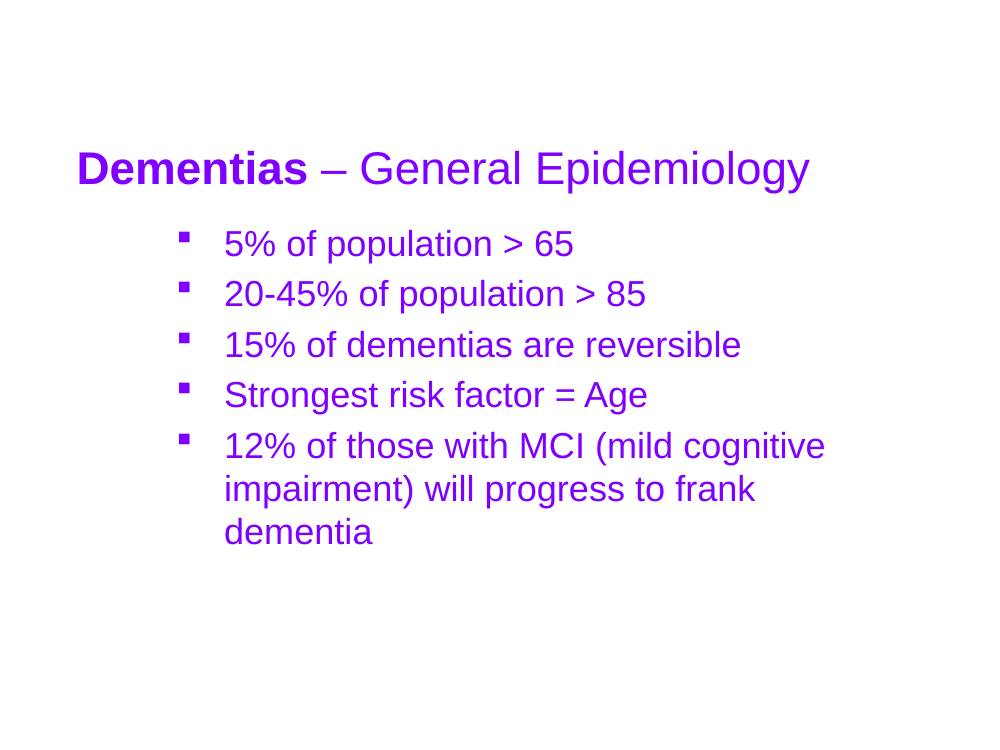 Dementias – General Epidemiology
▪ 5% of population > 65
▪ 20-45% of population > 85
▪ 15% of dementias are reversible
▪ Strongest risk factor = Age
▪ 12% of those with MCI (mild cognitive
impairment) will progress to frank
dementia